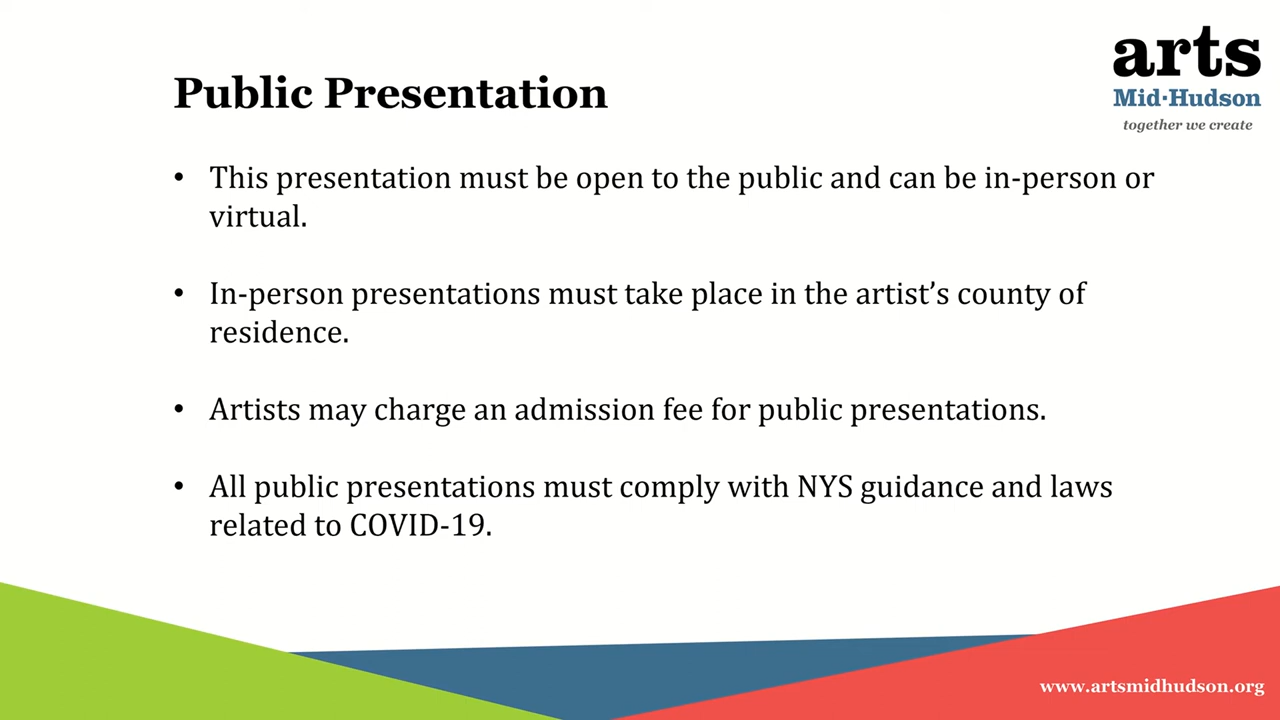 arts
Mid·Hudson
together we create
Public Presentation
• This presentation must be open to the public and can be in-person or
virtual.
• In-person presentations must take place in the artist’s county of
residence.
• Artists may charge an admission fee for public presentations.
• All public presentations must comply with NYS guidance and laws
related to COVID-19.
www.artsmidhudson.org